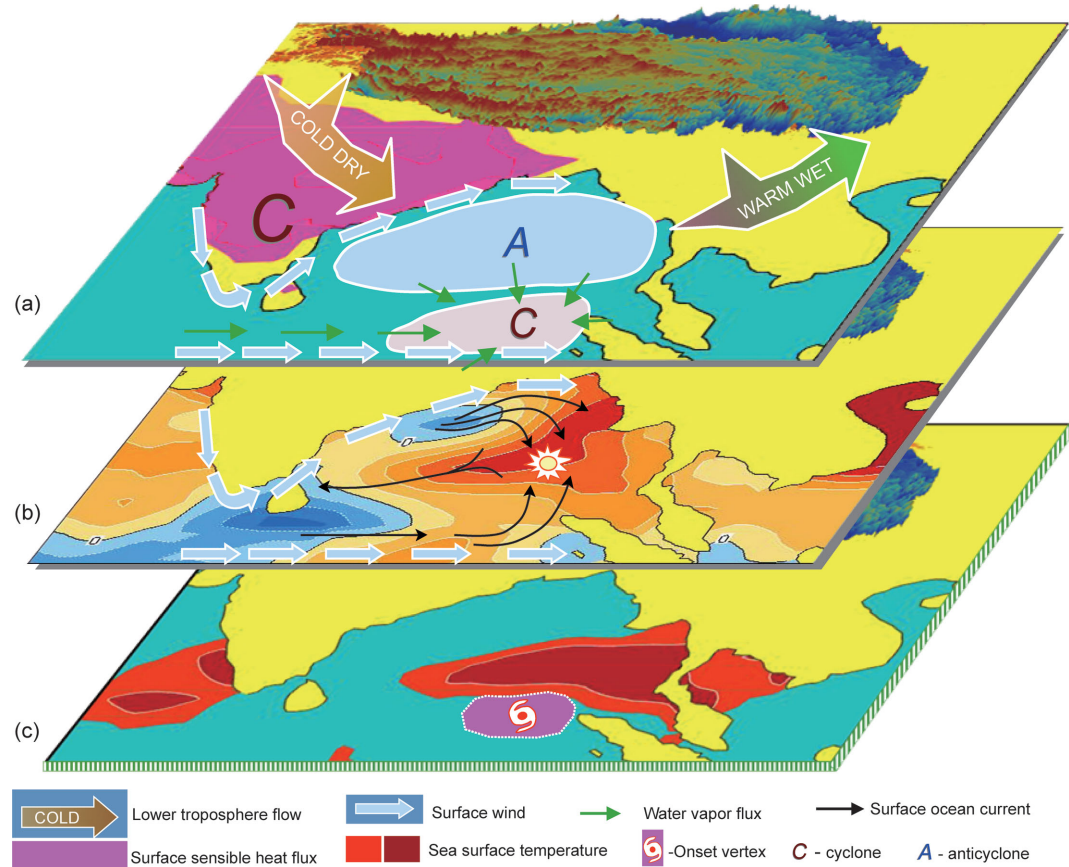 COLD DRY
WARM WET
C
A
C
(a)
0
(b)
0
0
(c)
COLD
Lower troposphere flow
Surface wind
Water vapor flux
Surface ocean current
Surface sensible heat flux
Sea surface temperature
-Onset vertex
C - cyclone
A - anticyclone